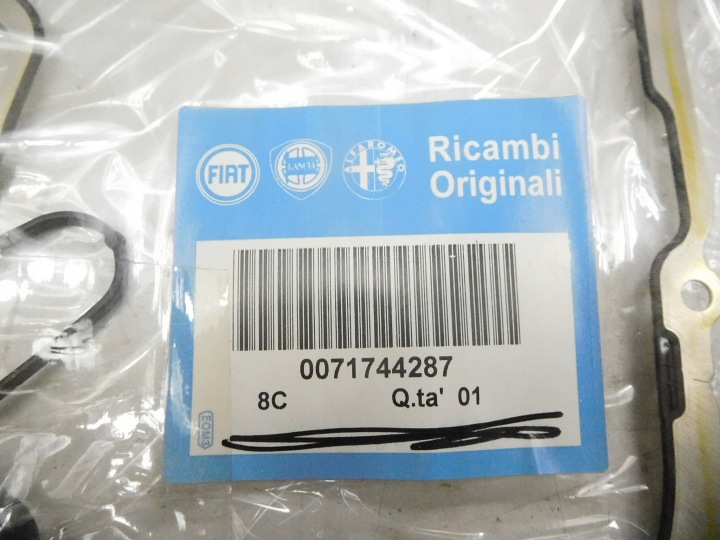 FIAT
LANCIA
ALFA ROMEO
Ricambi
Originali
0071744287
8C Q.ta' 01
EOM3